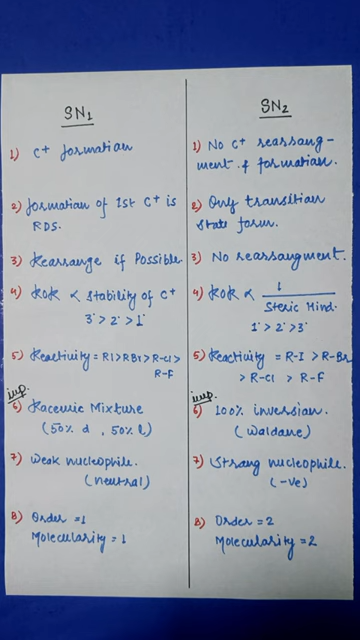 SN1
1) C+ formation
2) formation of 1st C+ is
RDS.
3) Rearrange if Possible
4) ROR ∝ Stability of C+
3° > 2° > 1°
5) Reactivity = RI > RBr > R-Cl >
R-F
imp.
6) Racemic Mixture
(50% d, 50% l)
7) Weak nucleophile.
(neutral)
8) Order = 1
Molecularity = 1
SN2
1) No C+ reassang-
ment & formation.
2) Only transition
State form.
3) No reassangment.
4) ROR ∝ 1
Steric Hind.
1° > 2° > 3°
5) Reactivity = R-I > R-Br
> R-Cl > R-F
imp.
6) 100% inversion.
(Waldane)
7) Strong nucleophile.
(-ve)
8) Order = 2
Molecularity = 2